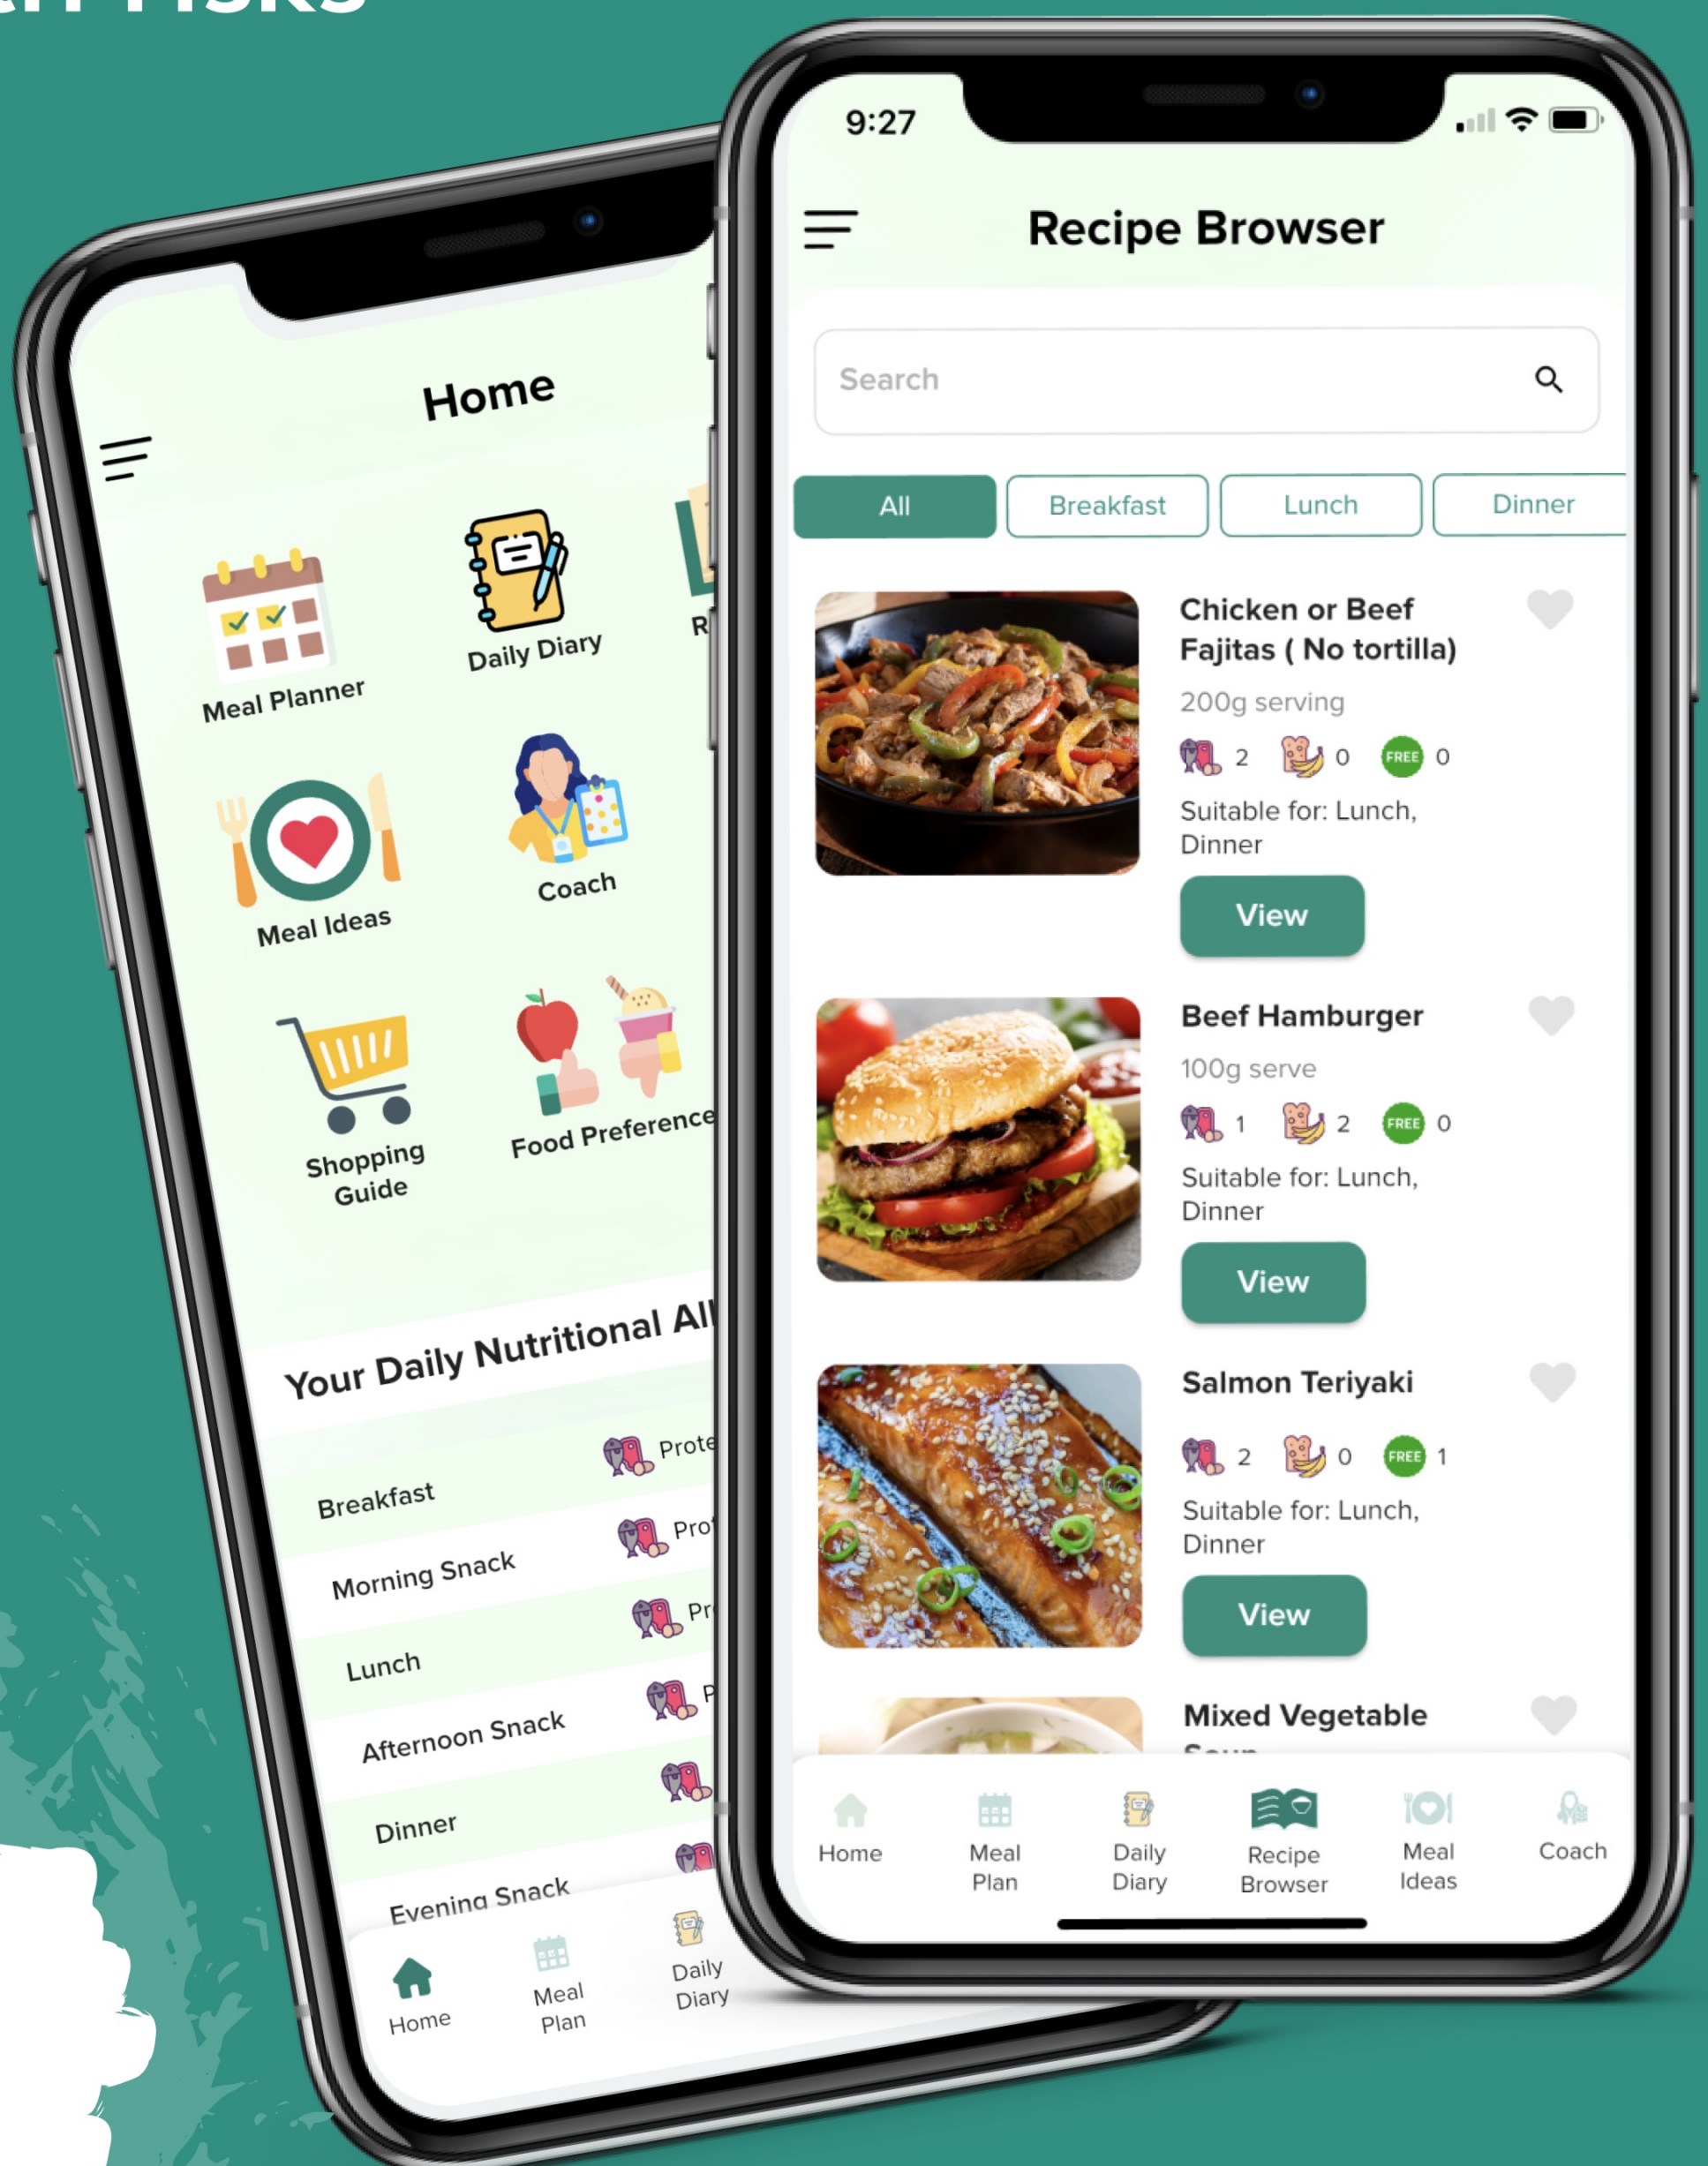 9:27
Recipe Browser
Search
All
Breakfast
Lunch
Dinner
Chicken or Beef
Fajitas ( No tortilla)
200g serving
2
0
FREE
0
Suitable for: Lunch,
Dinner
View
Beef Hamburger
100g serve
1
2
FREE
0
Suitable for: Lunch,
Dinner
View
Salmon Teriyaki
2
0
FREE
1
Suitable for: Lunch,
Dinner
View
Mixed Vegetable
Home
Meal
Plan
Daily
Diary
Recipe
Browser
Meal
Ideas
Coach
Home
Meal Planner
Daily Diary
R
Meal Ideas
Coach
Shopping
Guide
Food Preference
Your Daily Nutritional All
Breakfast
Prote
Morning Snack
Prot
Lunch
Pr
Afternoon Snack
P
Dinner
Evening Snack
Home
Meal
Plan
Daily
Diary